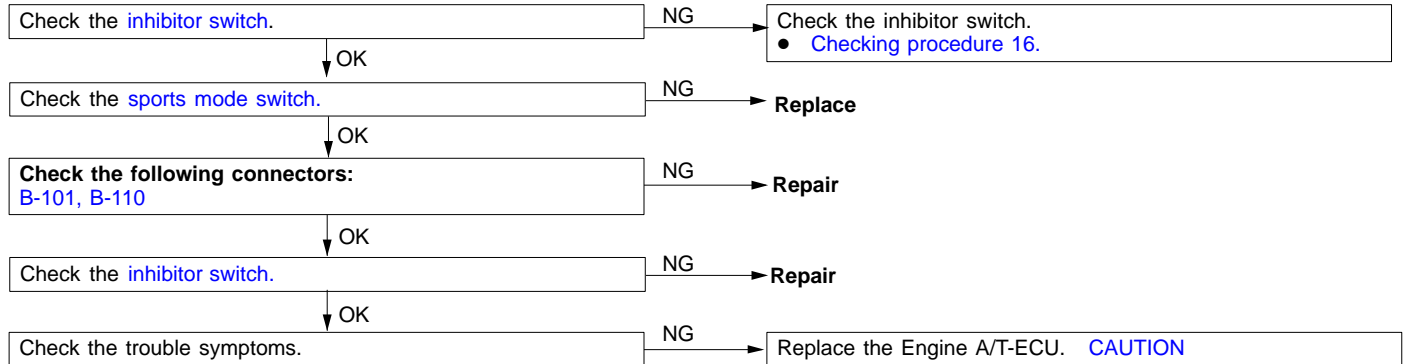 Check the inhibitor switch.
NG
Check the inhibitor switch.
● Checking procedure 16.
OK
Check the sports mode switch.
NG
Replace
OK
Check the following connectors:
B-101, B-110
NG
Repair
OK
Check the inhibitor switch.
NG
Repair
OK
Check the trouble symptoms.
NG
Replace the Engine A/T-ECU. CAUTION